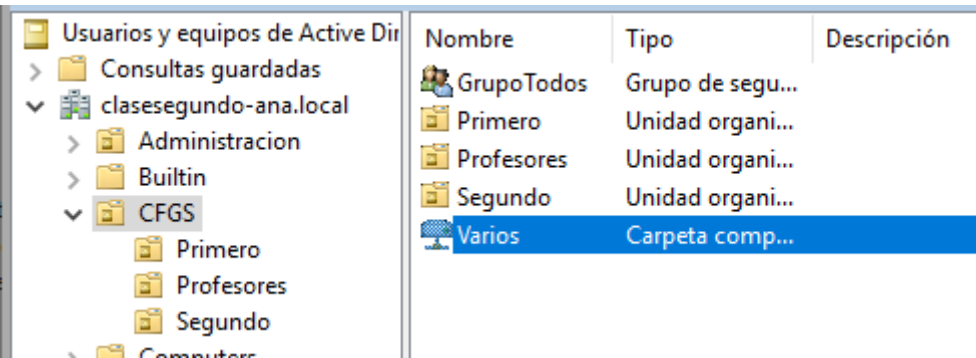 Usuarios y equipos de Active Dir
Consultas guardadas
clasesegundo-ana.local
Administracion
Builtin
CFGS
Primero
Profesores
Segundo
Computers
Nombre Tipo Descripción
GrupoTodos Grupo de segu...
Primero Unidad organi...
Profesores Unidad organi...
Segundo Unidad organi...
Varios Carpeta comp...